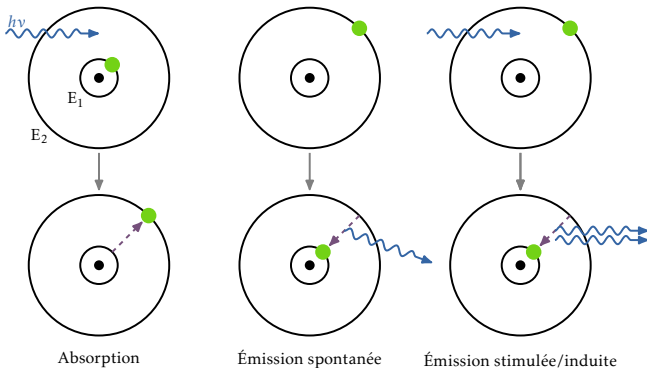 hν
E1
E2
Absorption
Émission spontanée
Émission stimulée/induite